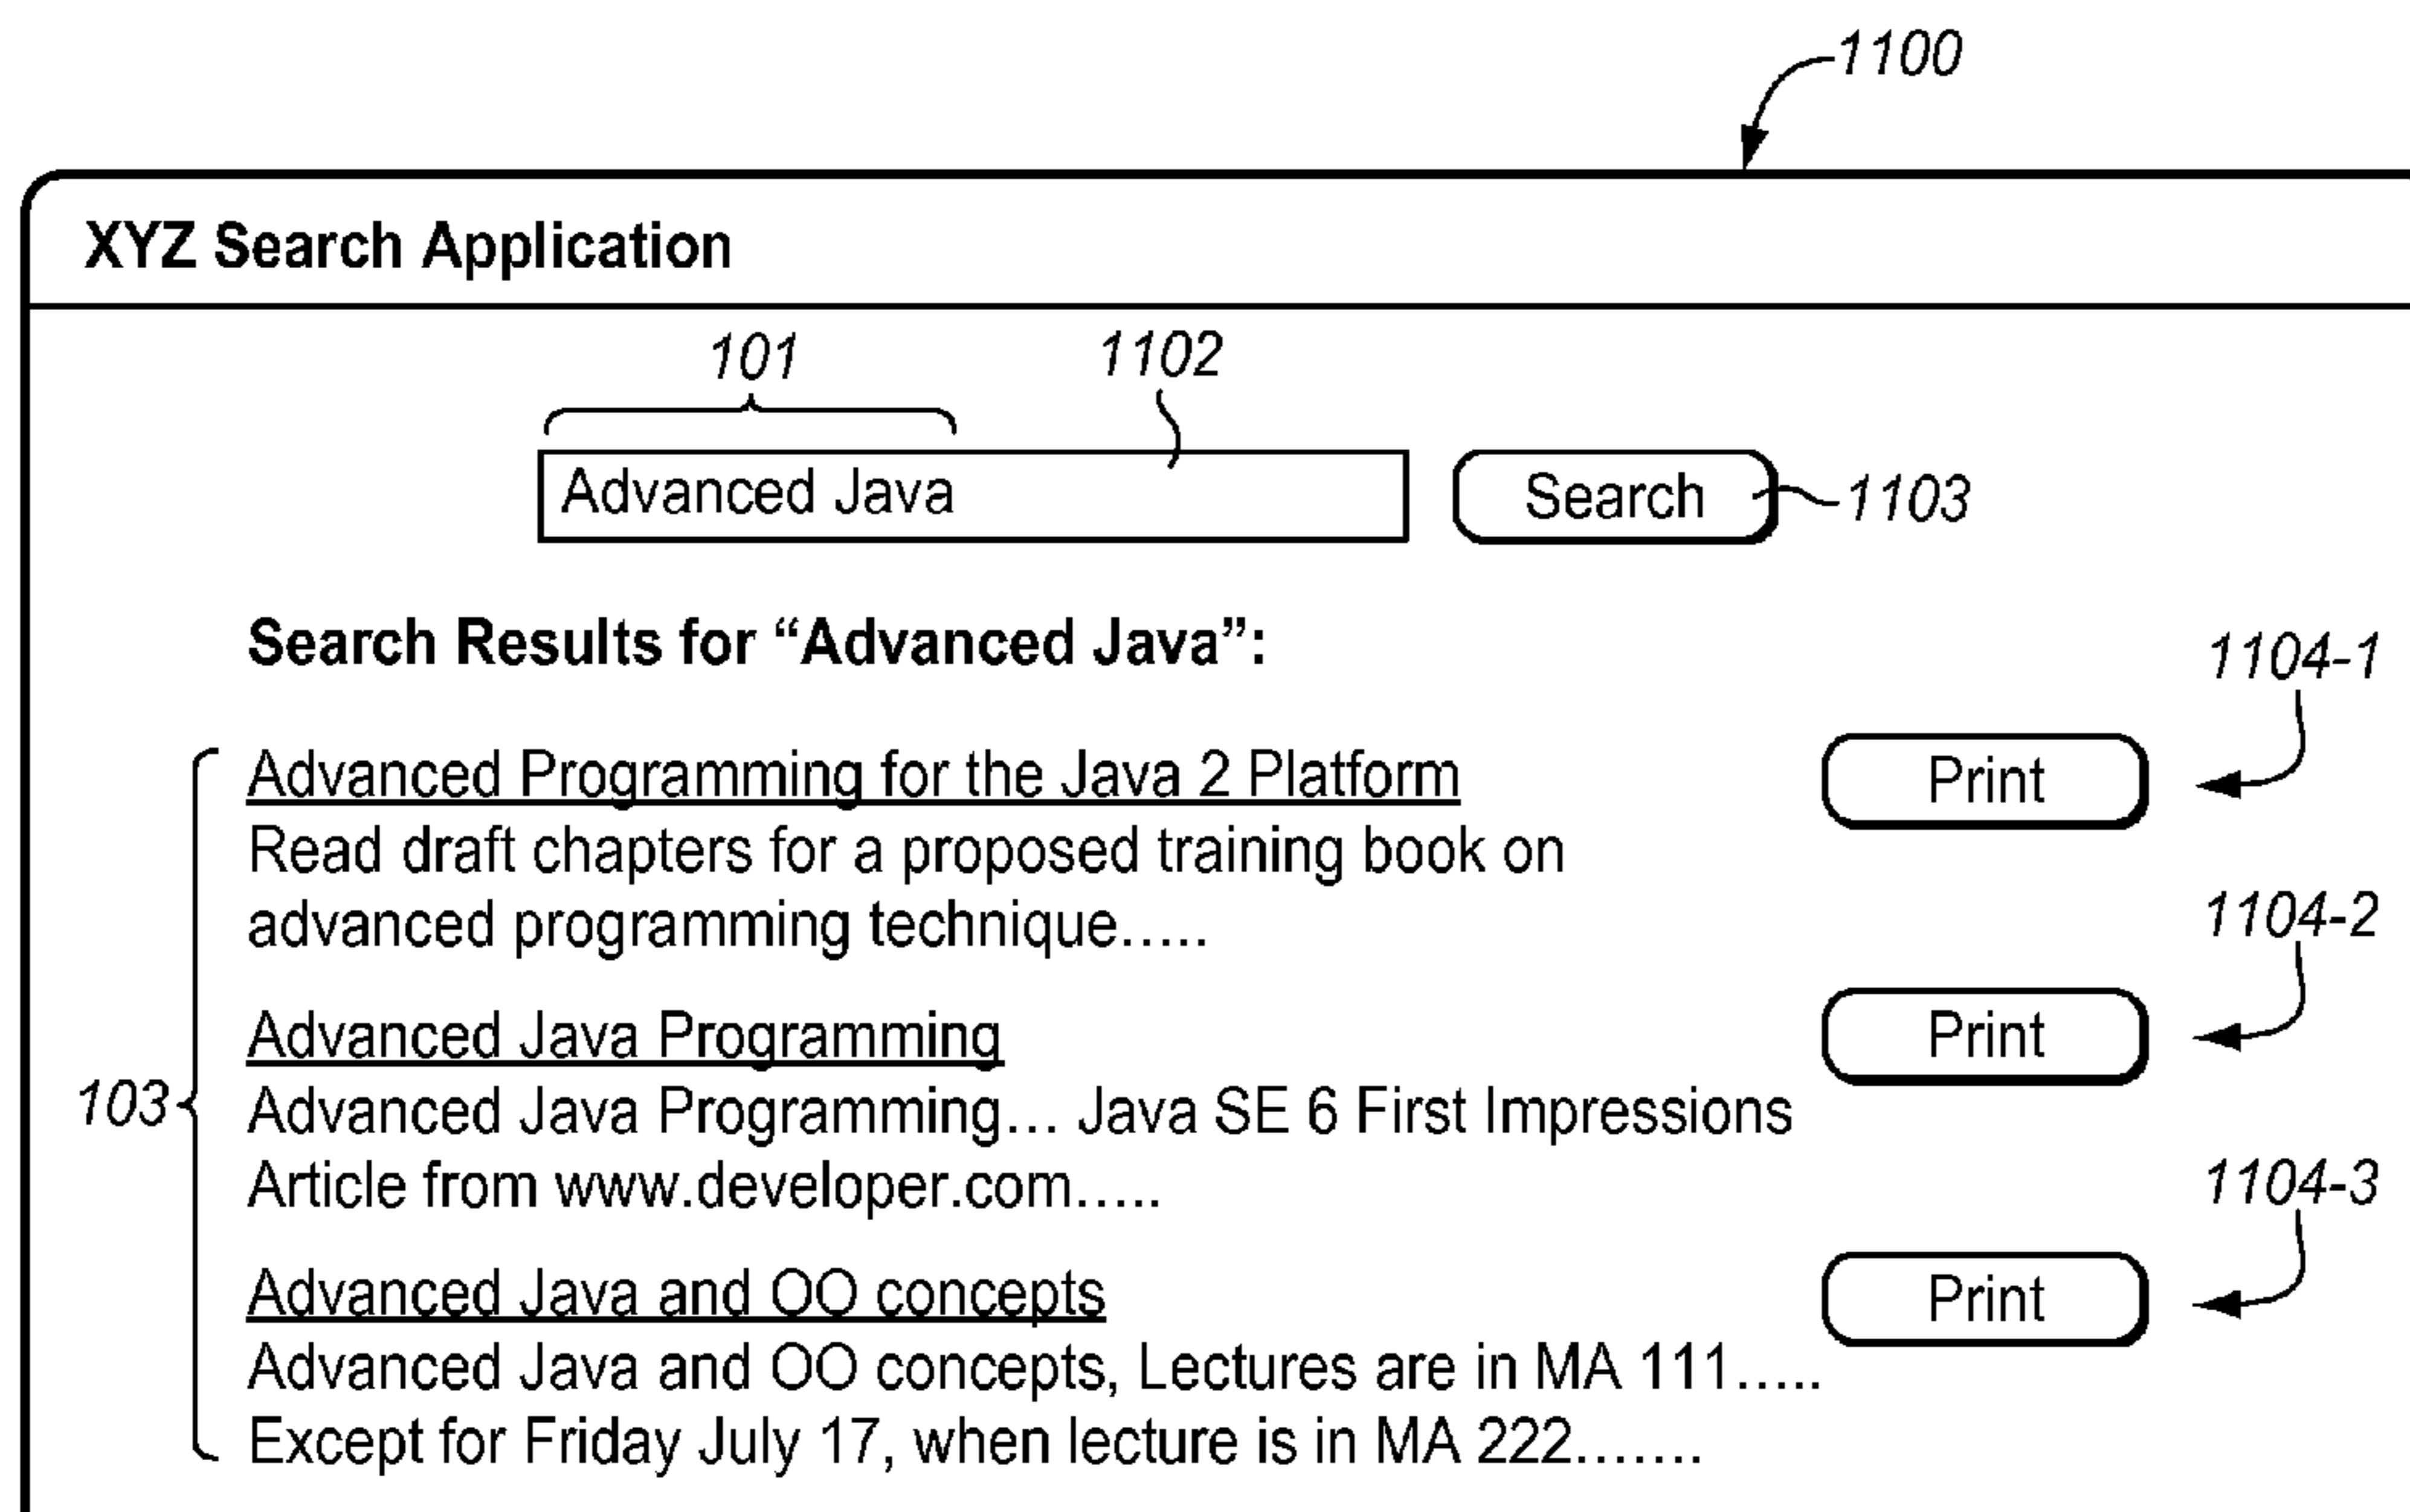 1100
XYZ Search Application
101 1102
Advanced Java Search 1103
Search Results for “Advanced Java”:
1104-1
Advanced Programming for the Java 2 Platform Print
Read draft chapters for a proposed training book on
advanced programming technique.....
1104-2
Advanced Java Programming Print
103 Advanced Java Programming... Java SE 6 First Impressions
Article from www.developer.com.....
1104-3
Advanced Java and OO concepts Print
Advanced Java and OO concepts, Lectures are in MA 111.....
Except for Friday July 17, when lecture is in MA 222.......